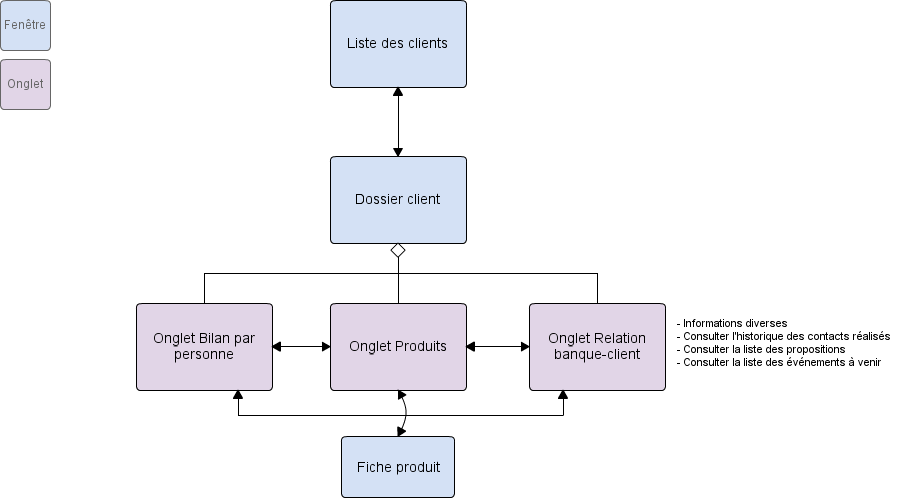 Fenêtre
Liste des clients
Onglet
Dossier client
Onglet Bilan par
personne
Onglet Produits
Onglet Relation
banque-client
- Informations diverses
- Consulter l'historique des contacts réalisés
- Consulter la liste des propositions
- Consulter la liste des événements à venir
Fiche produit